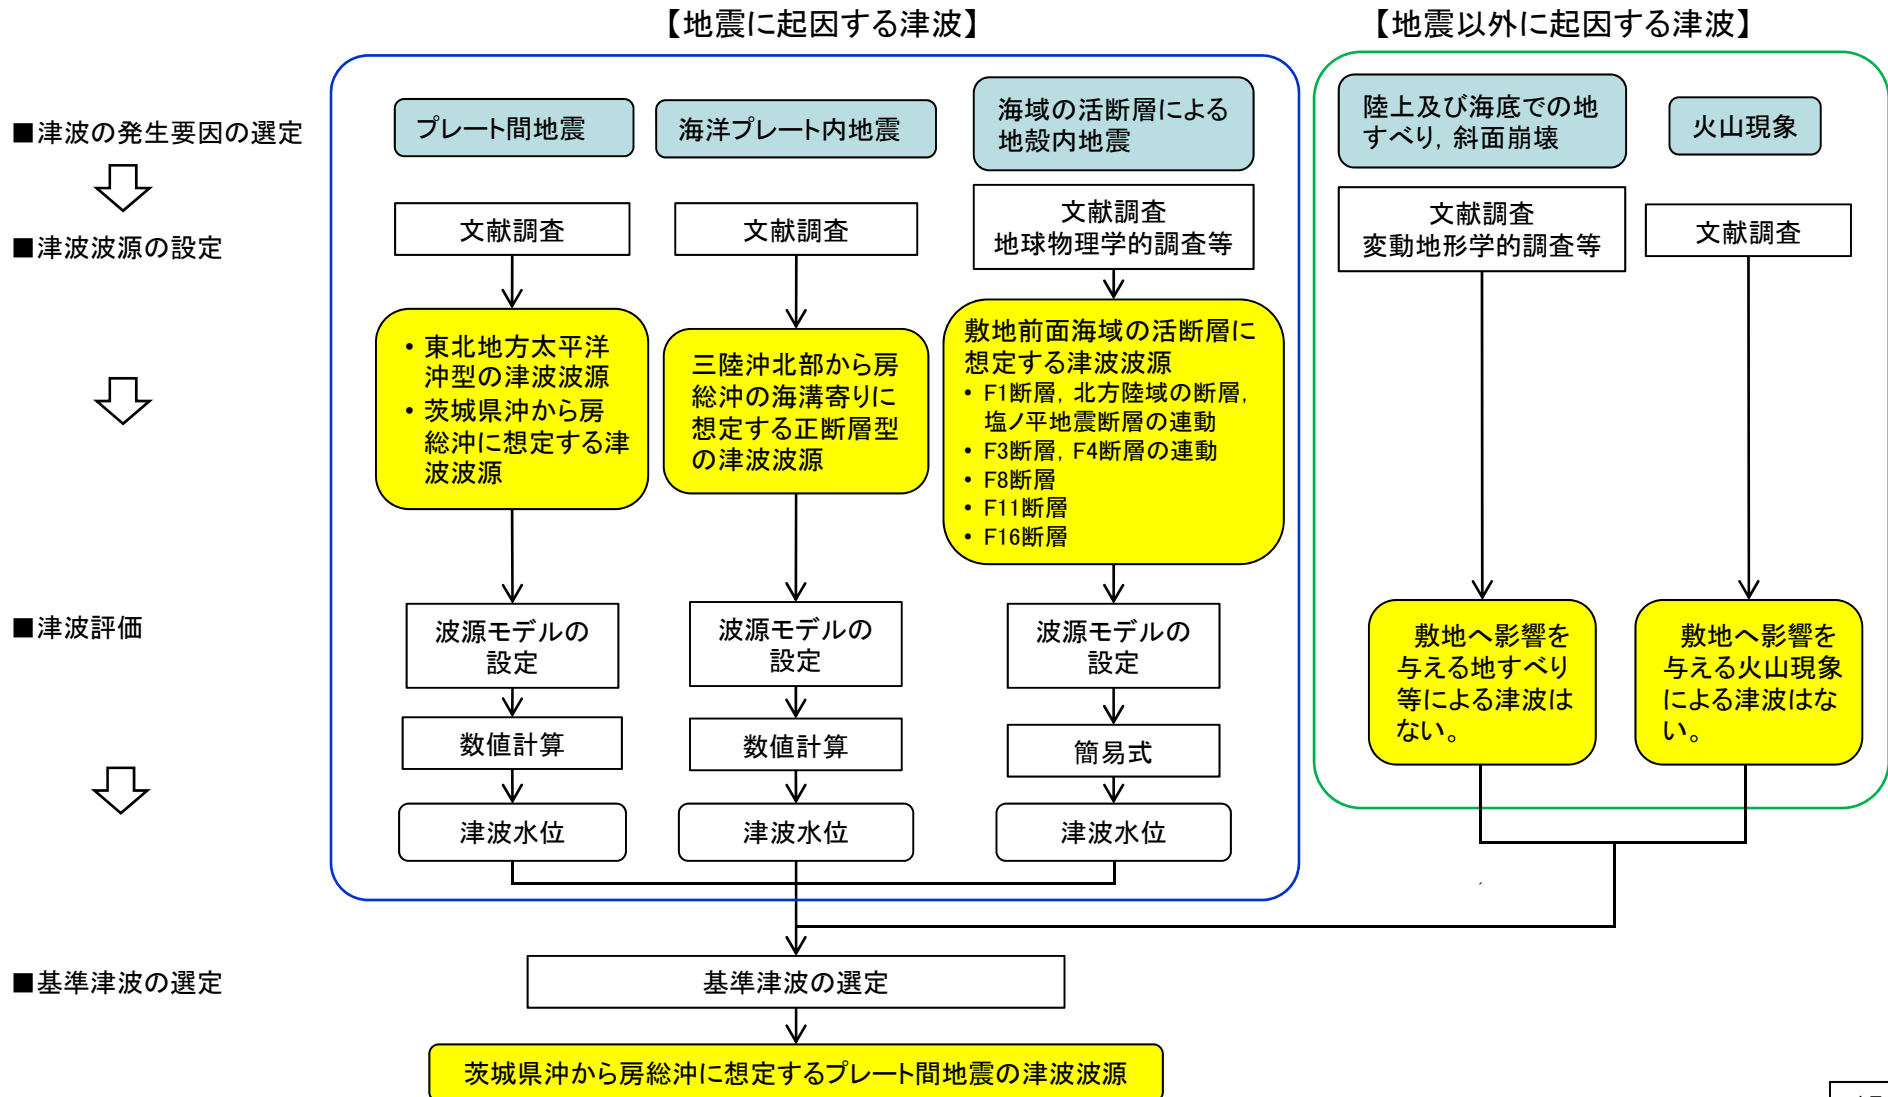 【地震に起因する津波】
【地震以外に起因する津波】
■津波の発生要因の選定
プレート間地震
海洋プレート内地震
海域の活断層による
地殻内地震
陸上及び海底での地
すべり, 斜面崩壊
火山現象
■津波波源の設定
文献調査
文献調査
文献調査
地球物理学的調査等
文献調査
変動地形学的調査等
文献調査
• 東北地方太平洋
沖型の津波波源
• 茨城県沖から房
総沖に想定する津
波波源
三陸沖北部から房
総沖の海溝寄りに
想定する正断層型
の津波波源
敷地前面海域の活断層に
想定する津波波源
• F1断層, 北方陸域の断層,
塩ノ平地震断層の連動
• F3断層, F4断層の連動
• F8断層
• F11断層
• F16断層
■津波評価
波源モデルの
設定
波源モデルの
設定
波源モデルの
設定
敷地へ影響を
与える地すべり
等による津波は
ない。
敷地へ影響を
与える火山現象
による津波はな
い。
数値計算
数値計算
簡易式
津波水位
津波水位
津波水位
■基準津波の選定
基準津波の選定
茨城県沖から房総沖に想定するプレート間地震の津波波源